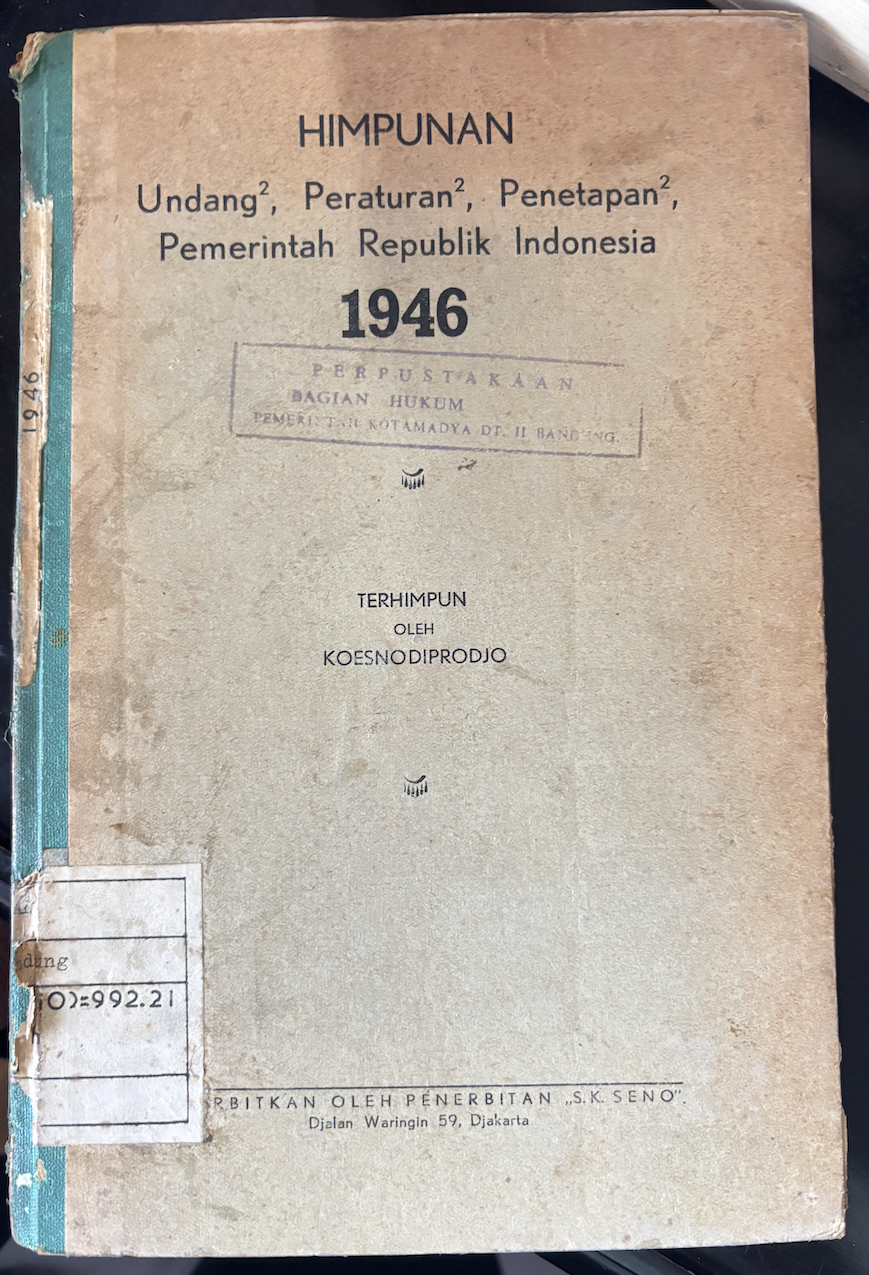 HIMPUNAN
Undang², Peraturan², Penetapan²,
Pemerintah Republik Indonesia
1946
PERPUSTAKAAN
BAGIAN HUKUM
KOTAMADYA DT. II
TERHIMPUN
OLEH
KOESNODIPRODJO
1946
dung
=992.21
RBITKAN OLEH PENERBITAN „S.K. SENO”.
Djalan Waringin 59, Djakarta